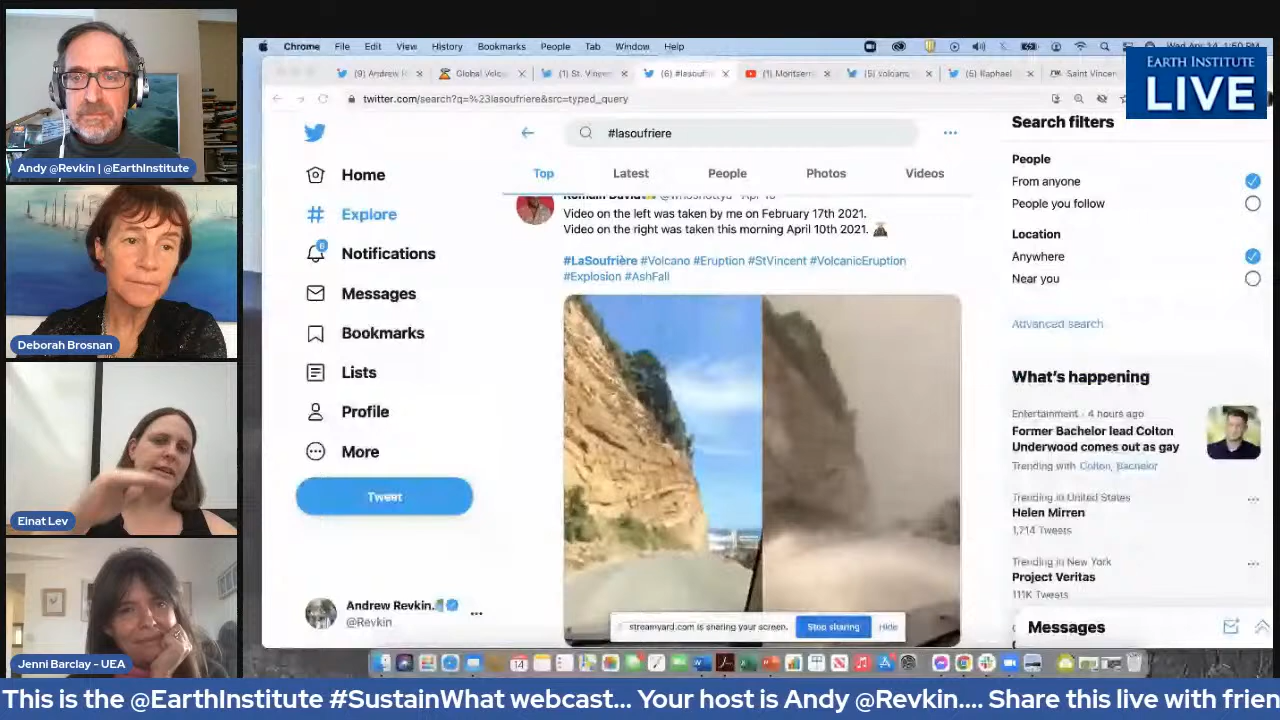 Chrome File Edit View History Bookmarks People Tab Window Help
EARTH INSTITUTE
LIVE
twitter.com/search?q=%23lasoufriere&src=typed_query
#lasoufriere
Top Latest People Photos Videos
Home
Explore
6
Notifications
Messages
Bookmarks
Lists
Profile
More
Tweet
Andrew Revkin.
@Revkin
Video on the left was taken by me on February 17th 2021.
Video on the right was taken this morning April 10th 2021.
#LaSoufrière #Volcano #Eruption #StVincent #VolcanicEruption
#Explosion #AshFall
streamyard.com is sharing your screen. Stop sharing Hide
Search filters
People
From anyone
People you follow
Location
Anywhere
Near you
Advanced search
What's happening
Entertainment · 4 hours ago
Former Bachelor lead Colton
Underwood comes out as gay
Trending with Colton, Bachelor
Trending in United States
Helen Mirren
1,714 Tweets
Trending in New York
Project Veritas
111K Tweets
Messages
Andy @Revkin | @EarthInstitute
Deborah Brosnan
Einat Lev
Jenni Barclay - UEA
This is the @EarthInstitute #SustainWhat webcast... Your host is Andy @Revkin.... Share this live with frien